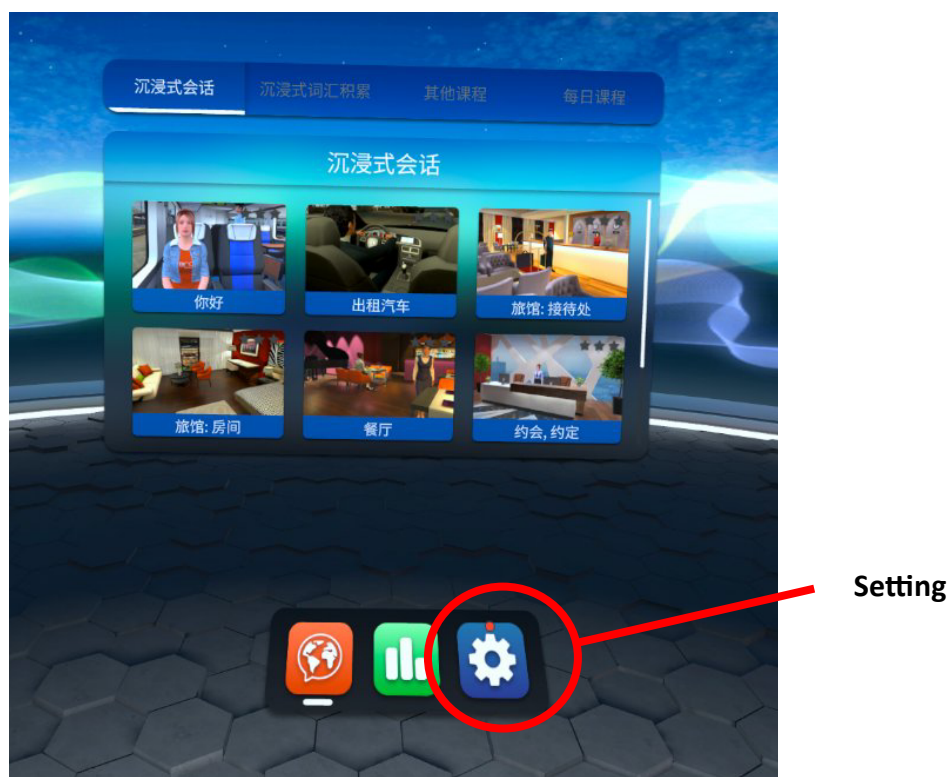 沉浸式会话
沉浸式词汇积累
其他课程
每日课程
沉浸式会话
你好
出租汽车
旅馆: 接待处
旅馆: 房间
餐厅
约会, 约定
Setting